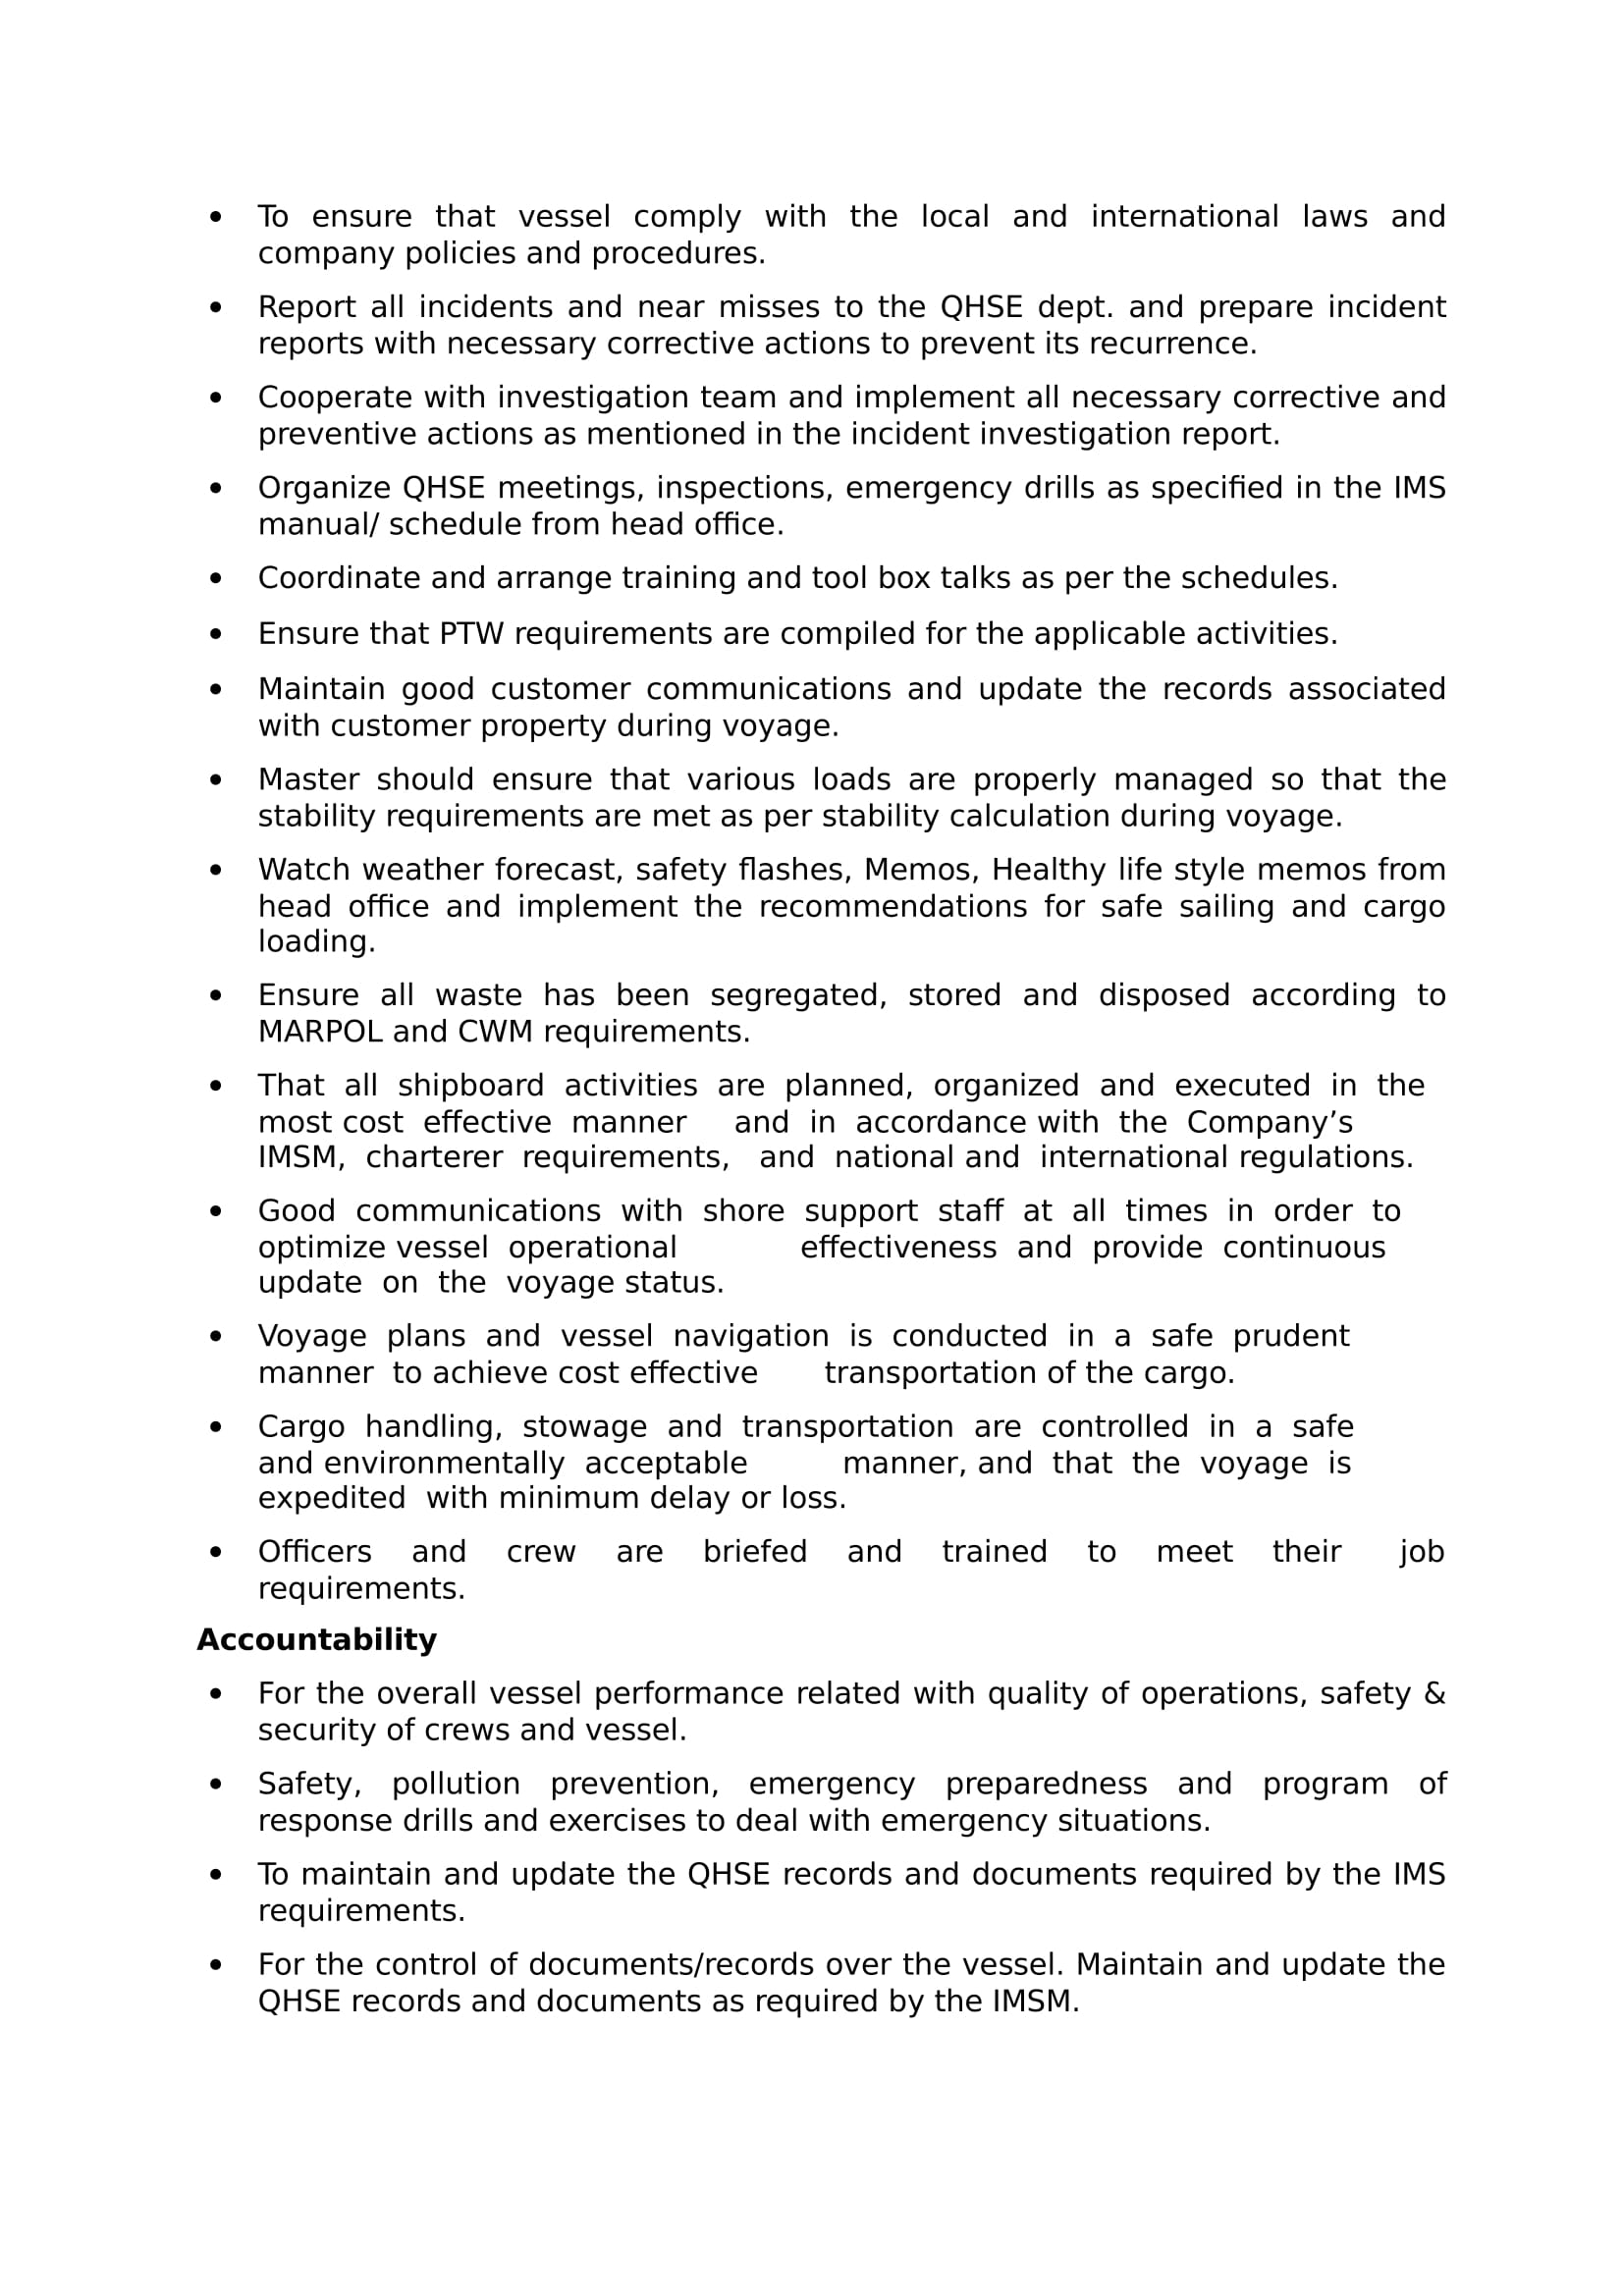 • To ensure that vessel comply with the local and international laws and
company policies and procedures.
• Report all incidents and near misses to the QHSE dept. and prepare incident
reports with necessary corrective actions to prevent its recurrence.
• Cooperate with investigation team and implement all necessary corrective and
preventive actions as mentioned in the incident investigation report.
• Organize QHSE meetings, inspections, emergency drills as specified in the IMS
manual/ schedule from head office.
• Coordinate and arrange training and tool box talks as per the schedules.
• Ensure that PTW requirements are compiled for the applicable activities.
• Maintain good customer communications and update the records associated
with customer property during voyage.
• Master should ensure that various loads are properly managed so that the
stability requirements are met as per stability calculation during voyage.
• Watch weather forecast, safety flashes, Memos, Healthy life style memos from
head office and implement the recommendations for safe sailing and cargo
loading.
• Ensure all waste has been segregated, stored and disposed according to
MARPOL and CWM requirements.
• That all shipboard activities are planned, organized and executed in the
most cost effective manner and in accordance with the Company’s
IMSM, charterer requirements, and national and international regulations.
• Good communications with shore support staff at all times in order to
optimize vessel operational effectiveness and provide continuous
update on the voyage status.
• Voyage plans and vessel navigation is conducted in a safe prudent
manner to achieve cost effective transportation of the cargo.
• Cargo handling, stowage and transportation are controlled in a safe
and environmentally acceptable manner, and that the voyage is
expedited with minimum delay or loss.
• Officers and crew are briefed and trained to meet their job
requirements.
Accountability
• For the overall vessel performance related with quality of operations, safety &
security of crews and vessel.
• Safety, pollution prevention, emergency preparedness and program of
response drills and exercises to deal with emergency situations.
• To maintain and update the QHSE records and documents required by the IMS
requirements.
• For the control of documents/records over the vessel. Maintain and update the
QHSE records and documents as required by the IMSM.